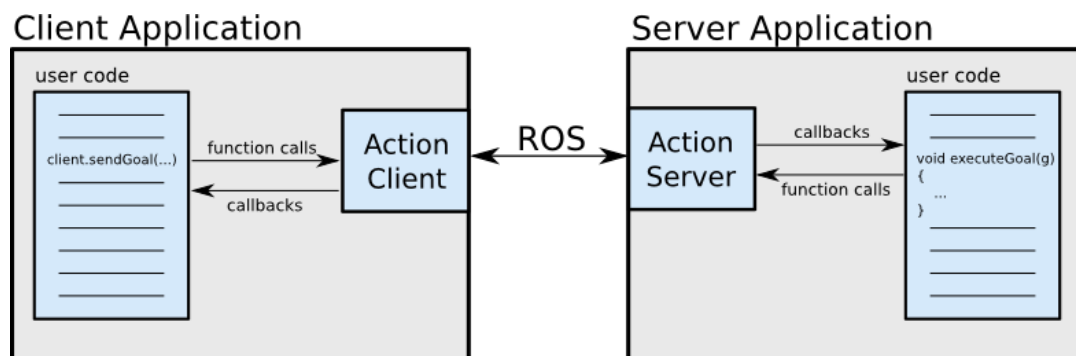 Client Application
user code
client.sendGoal(...)
function calls
callbacks
Action
Client
ROS
Server Application
Action
Server
callbacks
function calls
user code
void executeGoal(g)
{
...
}